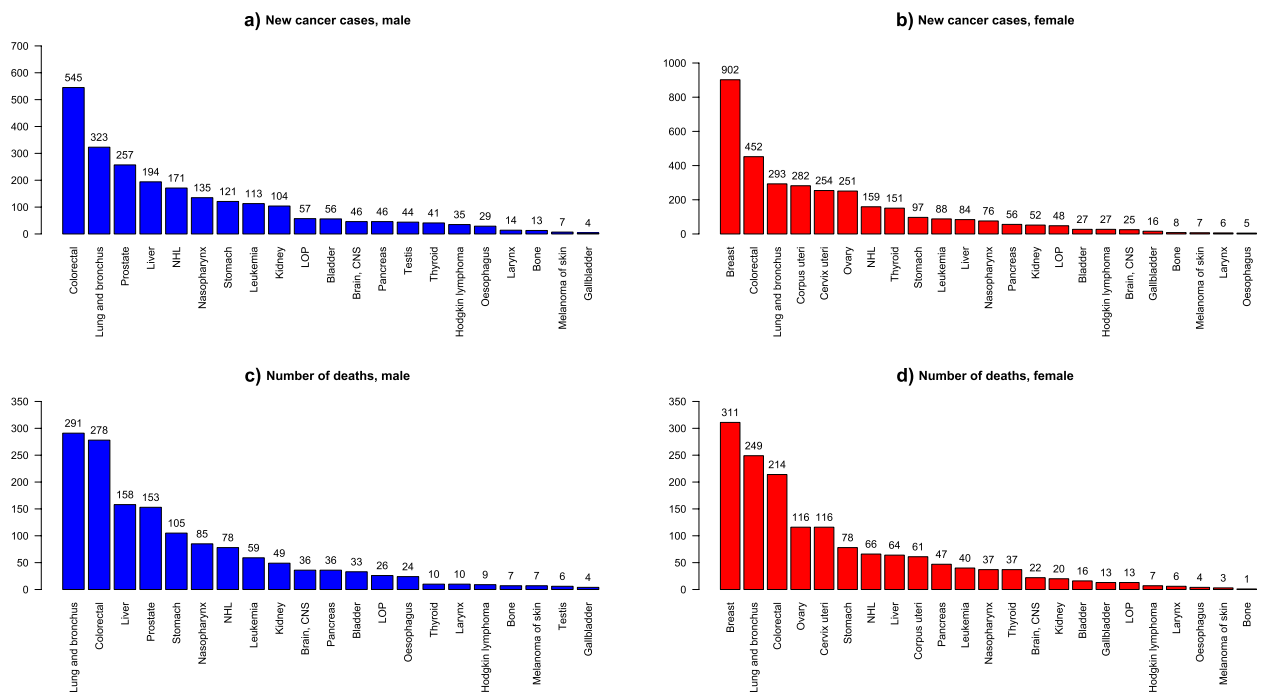 a) New cancer cases, male
700
600
500
400
300
200
100
0
545
323
257
194
171
135
121
113
104
57
56
46
46
44
41
35
29
14
13
7
4
Colorectal
Lung and bronchus
Prostate
Liver
NHL
Nasopharynx
Stomach
Leukemia
Kidney
LOP
Bladder
Brain, CNS
Pancreas
Testis
Thyroid
Hodgkin lymphoma
Oesophagus
Larynx
Bone
Melanoma of skin
Gallbladder
b) New cancer cases, female
1000
800
600
400
200
0
902
452
293
282
254
251
159
151
97
88
84
76
56
52
48
27
27
25
16
8
7
6
5
Breast
Colorectal
Lung and bronchus
Corpus uteri
Cervix uteri
Ovary
NHL
Thyroid
Stomach
Leukemia
Liver
Nasopharynx
Pancreas
Kidney
LOP
Bladder
Hodgkin lymphoma
Brain, CNS
Gallbladder
Bone
Melanoma of skin
Larynx
Oesophagus
c) Number of deaths, male
350
300
250
200
150
100
50
0
291
278
158
153
105
85
78
59
49
36
36
33
26
24
10
10
9
7
7
6
4
Lung and bronchus
Colorectal
Liver
Prostate
Stomach
Nasopharynx
NHL
Leukemia
Kidney
Brain, CNS
Pancreas
Bladder
LOP
Oesophagus
Thyroid
Larynx
Hodgkin lymphoma
Bone
Melanoma of skin
Testis
Gallbladder
d) Number of deaths, female
350
300
250
200
150
100
50
0
311
249
214
116
116
78
66
64
61
47
40
37
37
22
20
16
13
13
7
6
4
3
1
Breast
Lung and bronchus
Colorectal
Ovary
Cervix uteri
Stomach
NHL
Liver
Corpus uteri
Pancreas
Leukemia
Nasopharynx
Thyroid
Brain, CNS
Kidney
Bladder
Gallbladder
LOP
Hodgkin lymphoma
Larynx
Oesophagus
Melanoma of skin
Bone